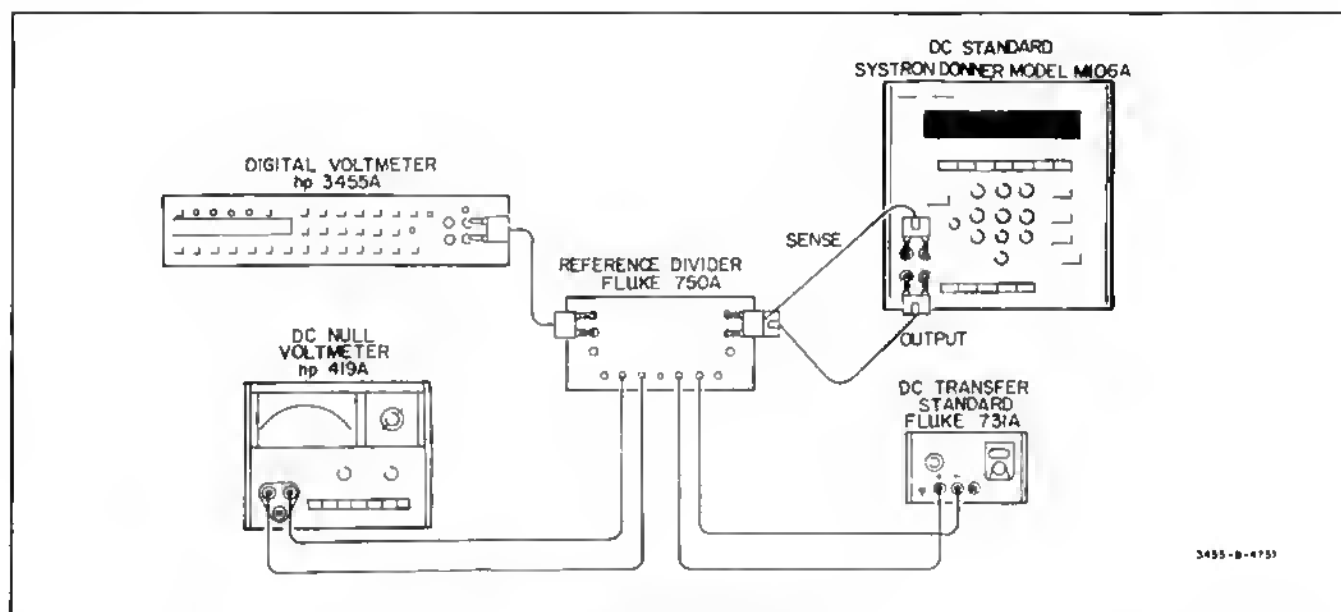 DC STANDARD
SYSTRON DONNER MODEL M106A
DIGITAL VOLTMETER
hp 3455A
SENSE
REFERENCE DIVIDER
FLUKE 750A
DC NULL
VOLTMETER
hp 419A
OUTPUT
DC TRANSFER
STANDARD
FLUKE 731A